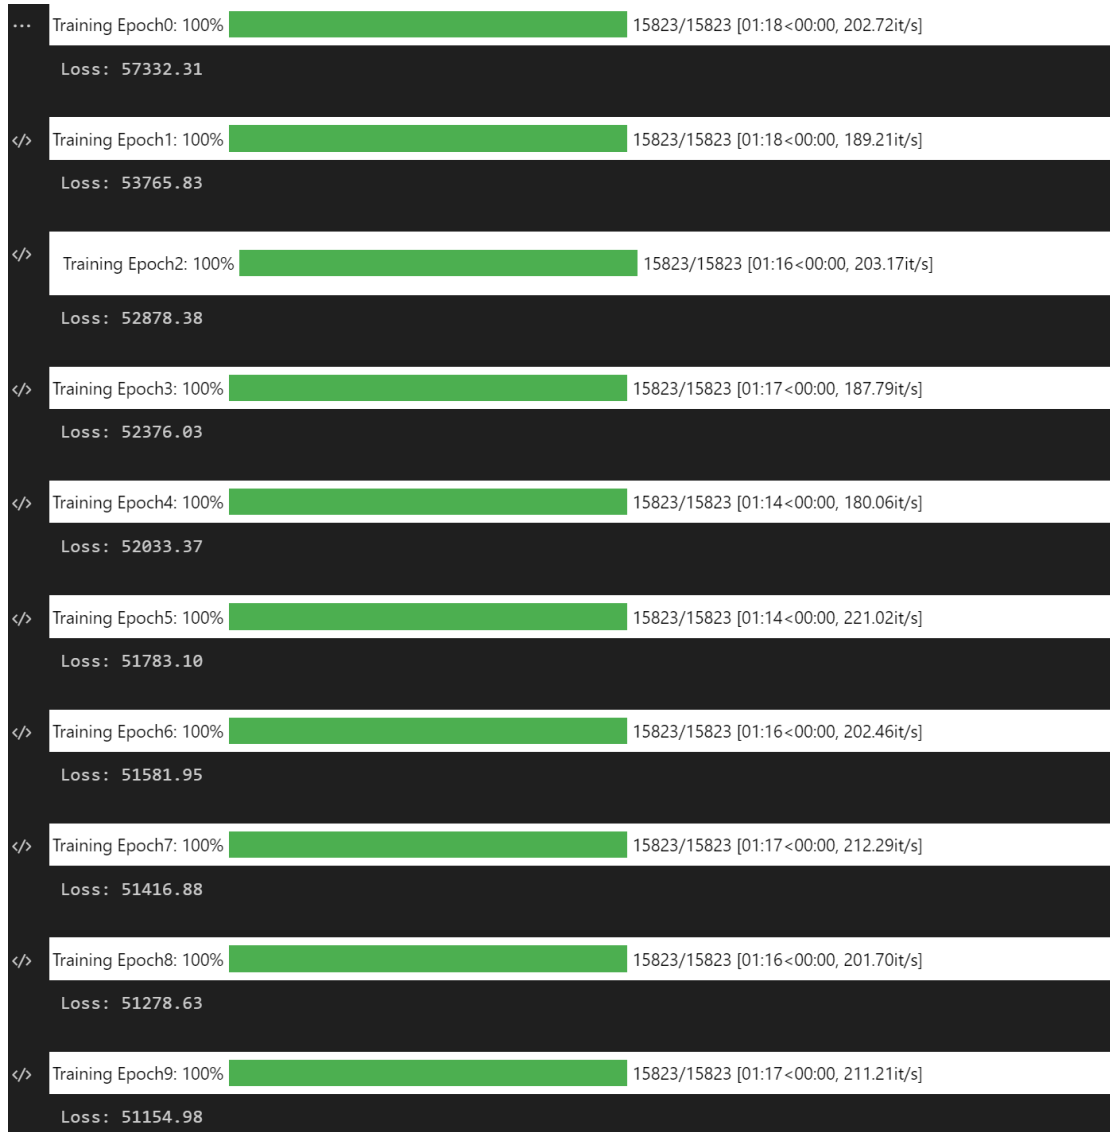 ... Training Epoch0: 100% 15823/15823 [01:18<00:00, 202.72it/s]
Loss: 57332.31
</> Training Epoch1: 100% 15823/15823 [01:18<00:00, 189.21it/s]
Loss: 53765.83
</> Training Epoch2: 100% 15823/15823 [01:16<00:00, 203.17it/s]
Loss: 52878.38
</> Training Epoch3: 100% 15823/15823 [01:17<00:00, 187.79it/s]
Loss: 52376.03
</> Training Epoch4: 100% 15823/15823 [01:14<00:00, 180.06it/s]
Loss: 52033.37
</> Training Epoch5: 100% 15823/15823 [01:14<00:00, 221.02it/s]
Loss: 51783.10
</> Training Epoch6: 100% 15823/15823 [01:16<00:00, 202.46it/s]
Loss: 51581.95
</> Training Epoch7: 100% 15823/15823 [01:17<00:00, 212.29it/s]
Loss: 51416.88
</> Training Epoch8: 100% 15823/15823 [01:16<00:00, 201.70it/s]
Loss: 51278.63
</> Training Epoch9: 100% 15823/15823 [01:17<00:00, 211.21it/s]
Loss: 51154.98